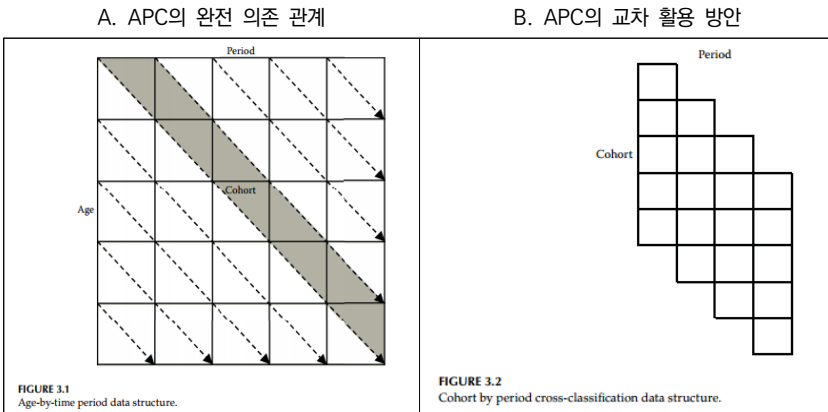 A. APC의 완전 의존 관계
B. APC의 교차 활용 방안
Period
Cohort
Age
FIGURE 3.1
Age-by-time period data structure.
Period
Cohort
FIGURE 3.2
Cohort by period cross-classification data structure.